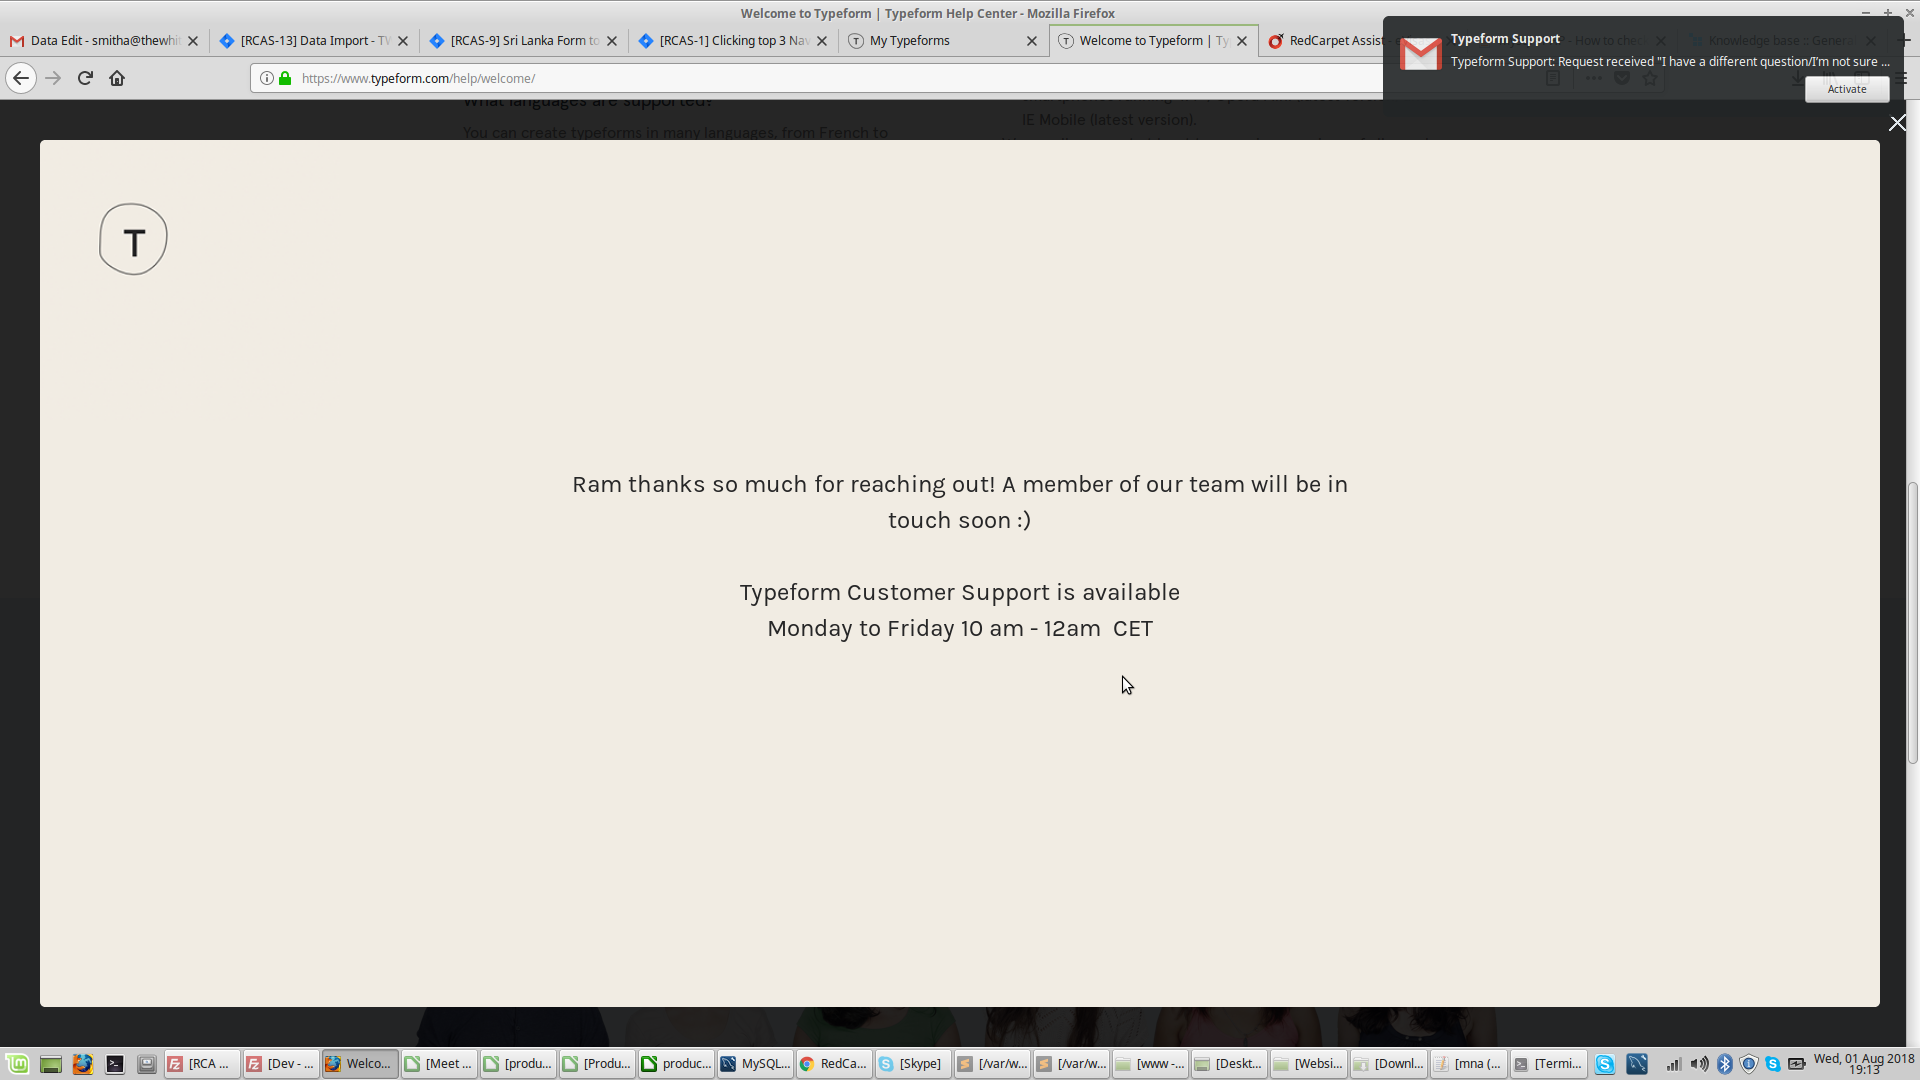 Welcome to Typeform | Typeform Help Center - Mozilla Firefox
Data Edit - smitha@thewhi
[RCAS-13] Data Import - TW
[RCAS-9] Sri Lanka Form to
[RCAS-1] Clicking top 3 Nav
My Typeforms
Welcome to Typeform | Ty
RedCarpet Assist
- How to che
Knowledge base :: Genera
Typeform Support
Typeform Support: Request received "I have a different question/I'm not sure ...
Activate
https://www.typeform.com/help/welcome/
What languages are supported?
You can create typeforms in many languages, from French to
IE Mobile (latest version).
T
Ram thanks so much for reaching out! A member of our team will be in
touch soon :)
Typeform Customer Support is available
Monday to Friday 10 am - 12am CET
[RCA ...
[Dev - ...
Welco...
[Meet ...
[produ...
[Produ...
produc...
MySQL...
RedCa...
[Skype]
[/var/w...
[/var/w...
[www -...
[Deskt...
[Websi...
[Downl...
[mna (...
[Termi...
Wed, 01 Aug 2018
19:13